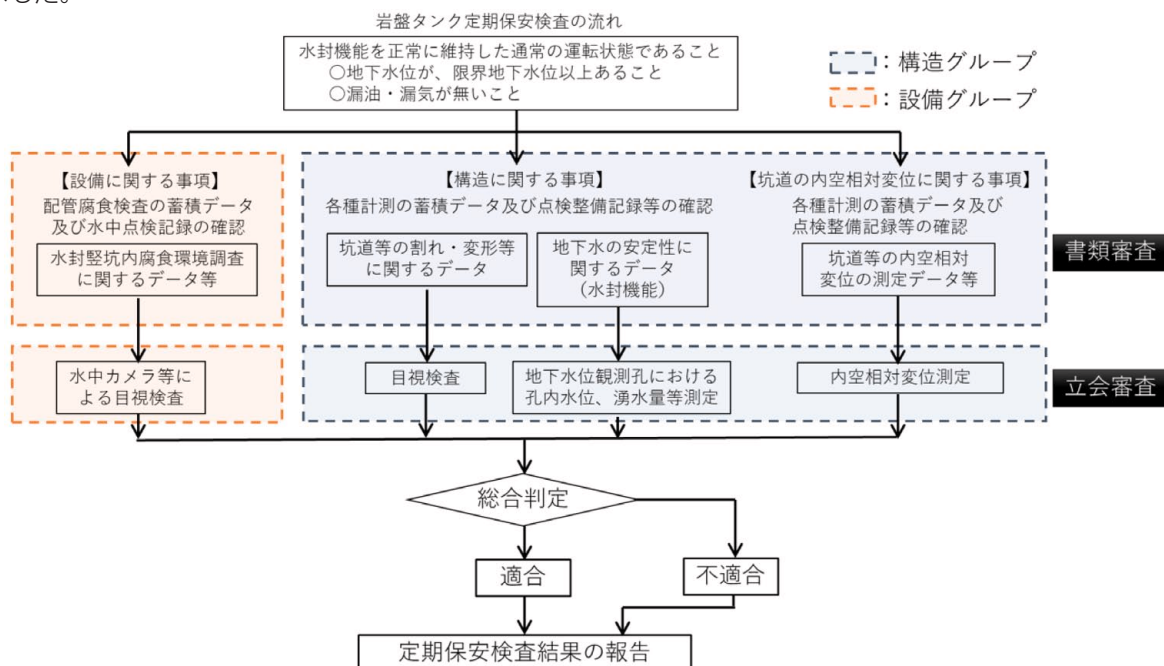 した。
岩盤タンク定期保安検査の流れ
水封機能を正常に維持した通常の運転状態であること
○地下水位が、限界地下水位以上あること
○漏油・漏気が無いこと
：構造グループ
：設備グループ
【設備に関する事項】
配管腐食検査の蓄積データ
及び水中点検記録の確認
水封竪坑内腐食環境調査
に関するデータ等
【構造に関する事項】
各種計測の蓄積データ及び点検整備記録等の確認
坑道等の割れ・変形等
に関するデータ
地下水の安定性に
関するデータ
（水封機能）
【坑道の内空相対変位に関する事項】
各種計測の蓄積データ及び
点検整備記録等の確認
坑道等の内空相対
変位の測定データ等
書類審査
水中カメラ等に
よる目視検査
目視検査
地下水位観測孔における
孔内水位、湧水量等測定
内空相対変位測定
立会審査
総合判定
適合
不適合
定期保安検査結果の報告